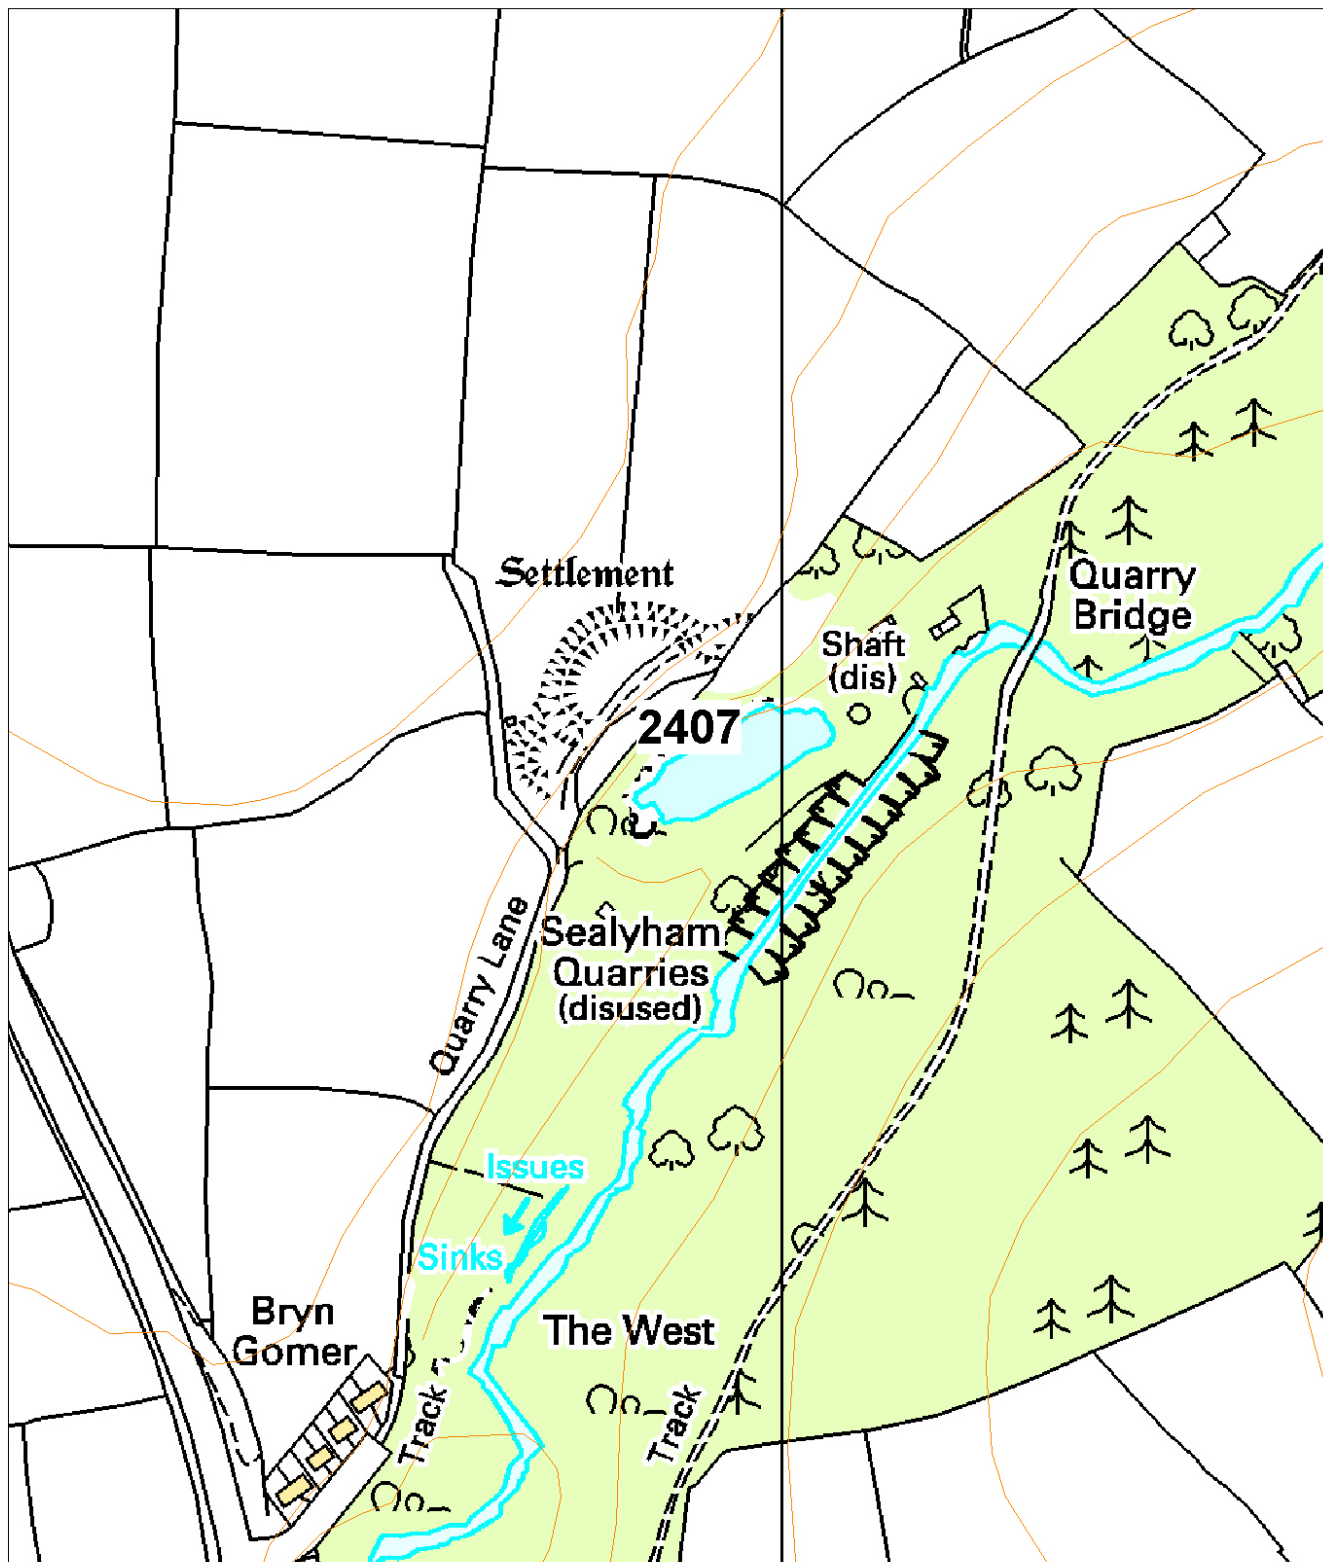 Settlement
Quarry
Bridge
Shaft
(dis)
2407
Quarry Lane
Sealyham
Quarries
(disused)
Issues
Sinks
Bryn
Gomer
The West
Track
Track